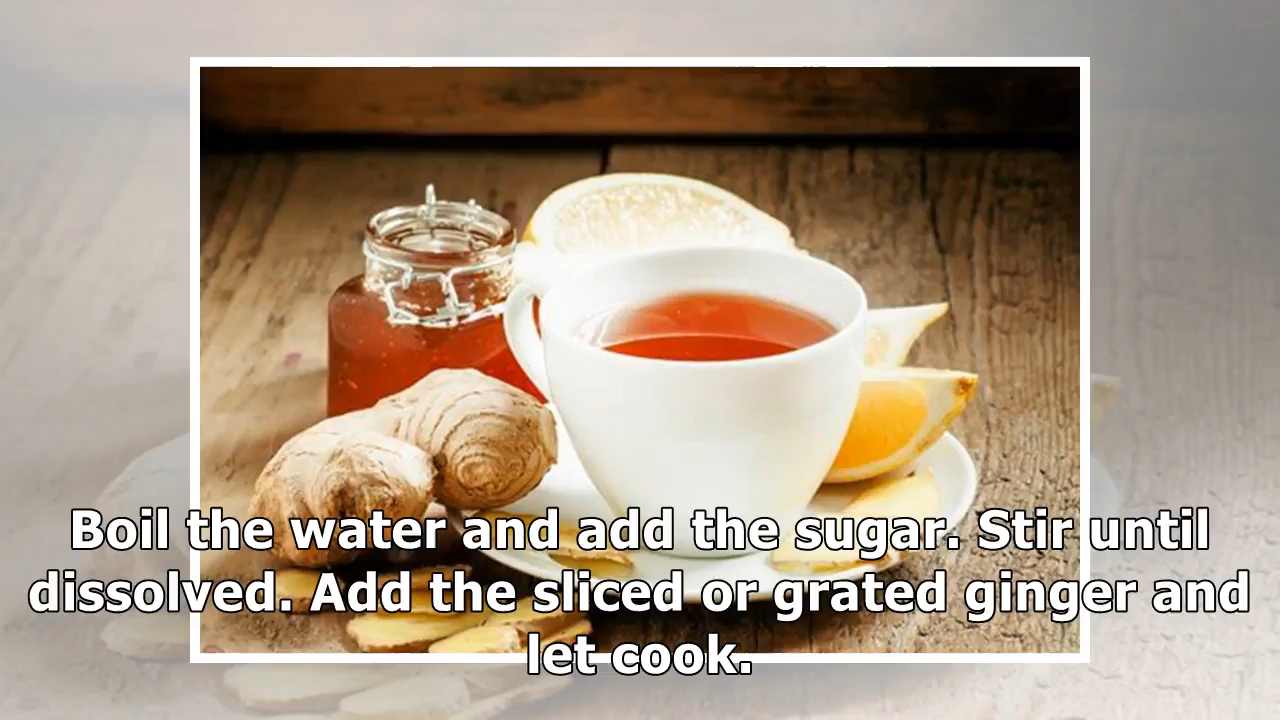 Boil the water and add the sugar. Stir until
dissolved. Add the sliced or grated ginger and
let cook.